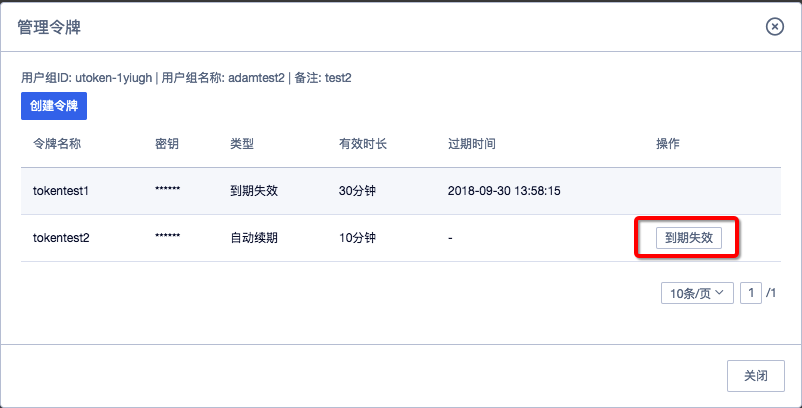 管理令牌
用户组ID: utoken-1yiugh | 用户组名称: adamtest2 | 备注: test2
创建令牌
令牌名称 密钥 类型 有效时长 过期时间 操作
tokentest1 ****** 到期失效 30分钟 2018-09-30 13:58:15
tokentest2 ****** 自动续期 10分钟 - 到期失效
10条/页 1 /1
关闭